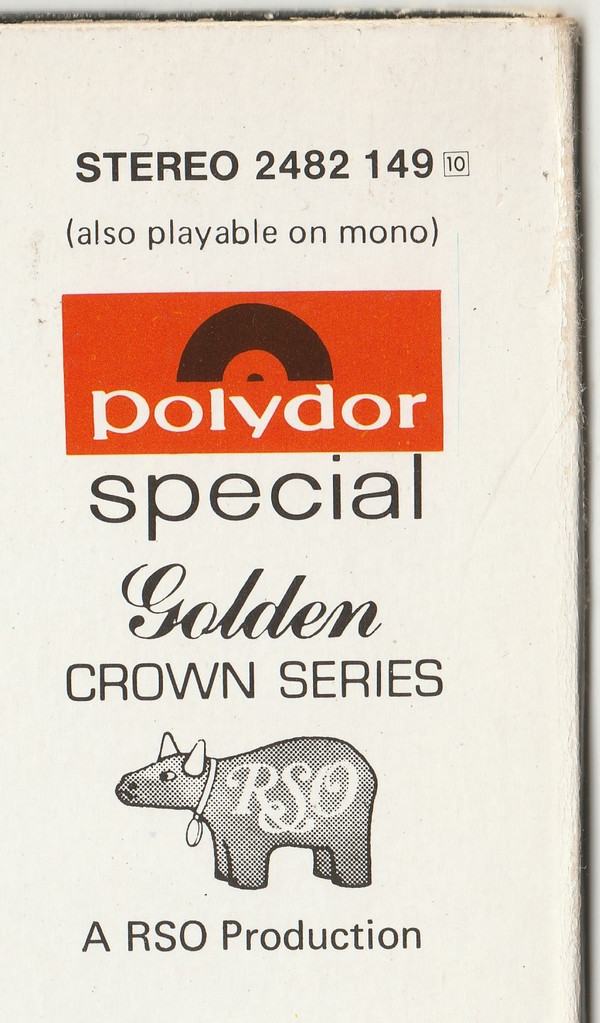 STEREO 2482 149 10
(also playable on mono)
polydor
special
Golden
CROWN SERIES
RSO
A RSO Production